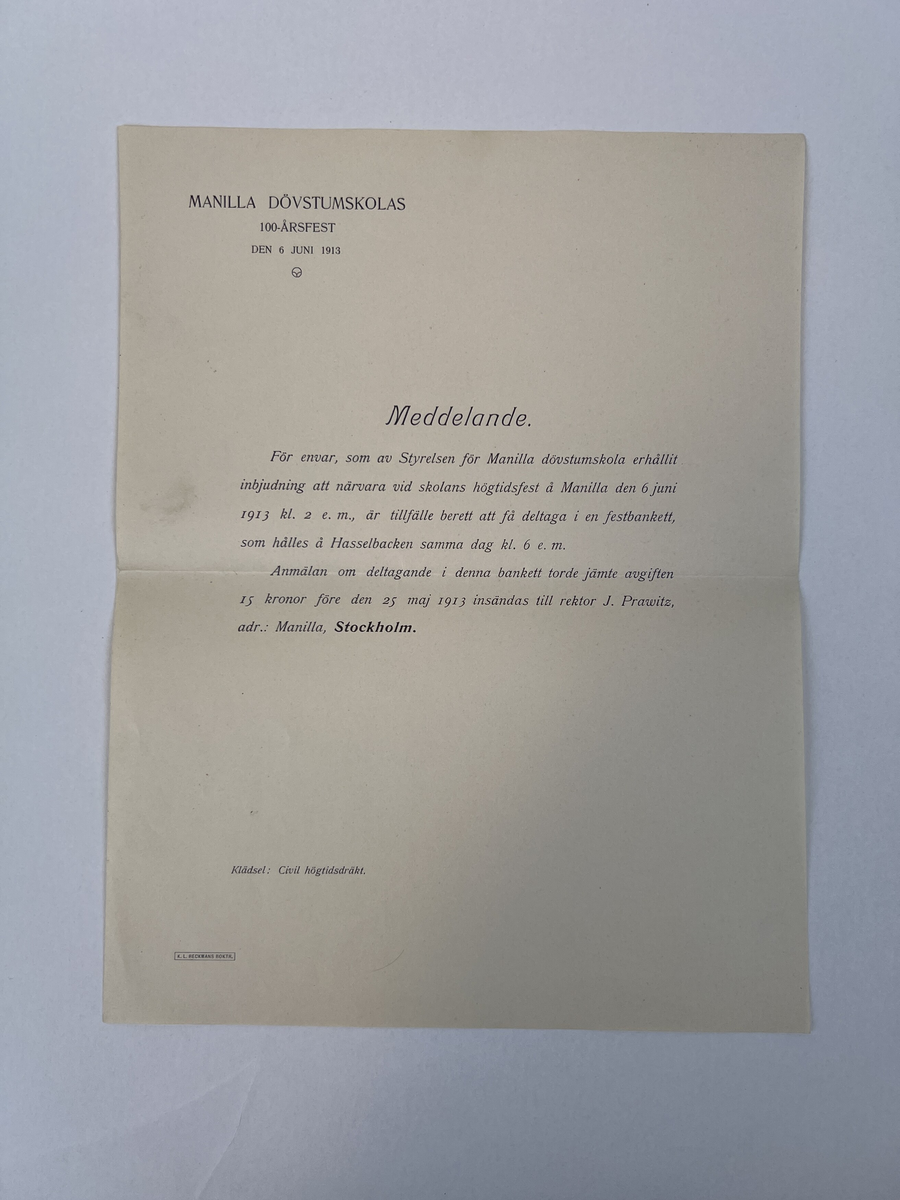 MANILLA DÖVSTUMSKOLAS
100-ÅRSFEST
DEN 6 JUNI 1913
Meddelande.
För envar, som av Styrelsen för Manilla dövstumskola erhållit
inbjudning att närvara vid skolans högtidsfest å Manilla den 6 juni
1913 kl. 2 e. m., är tillfälle berett att få deltaga i en festbankett,
som hålles å Hasselbacken samma dag kl. 6 e. m.
Anmälan om deltagande i denna bankett torde jämte avgiften
15 kronor före den 25 maj 1913 insändas till rektor J. Prawitz,
adr.: Manilla, Stockholm.
Klädsel: Civil högtidsdräkt.
K. L. BECKMANS BOKTR.